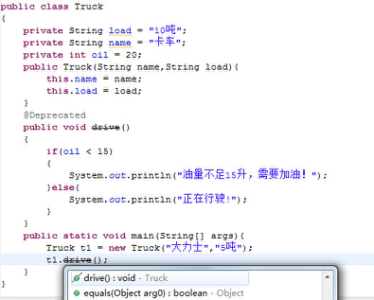 public class Truck
{
private String load = "10吨";
private String name = "卡车";
private int oil = 20;
public Truck(String name,String load){
this.name = name;
this.load = load;
}
@Deprecated
public void drive()
{
if(oil < 15)
{
System.out.println("油量不足15升，需要加油！");
}else{
System.out.println("正在行驶!");
}
}
public static void main(String[] args){
Truck t1 = new Truck("大力士","5吨");
t1.drive();
}
}
drive() : void - Truck
equals(Object arg0) : boolean - Object